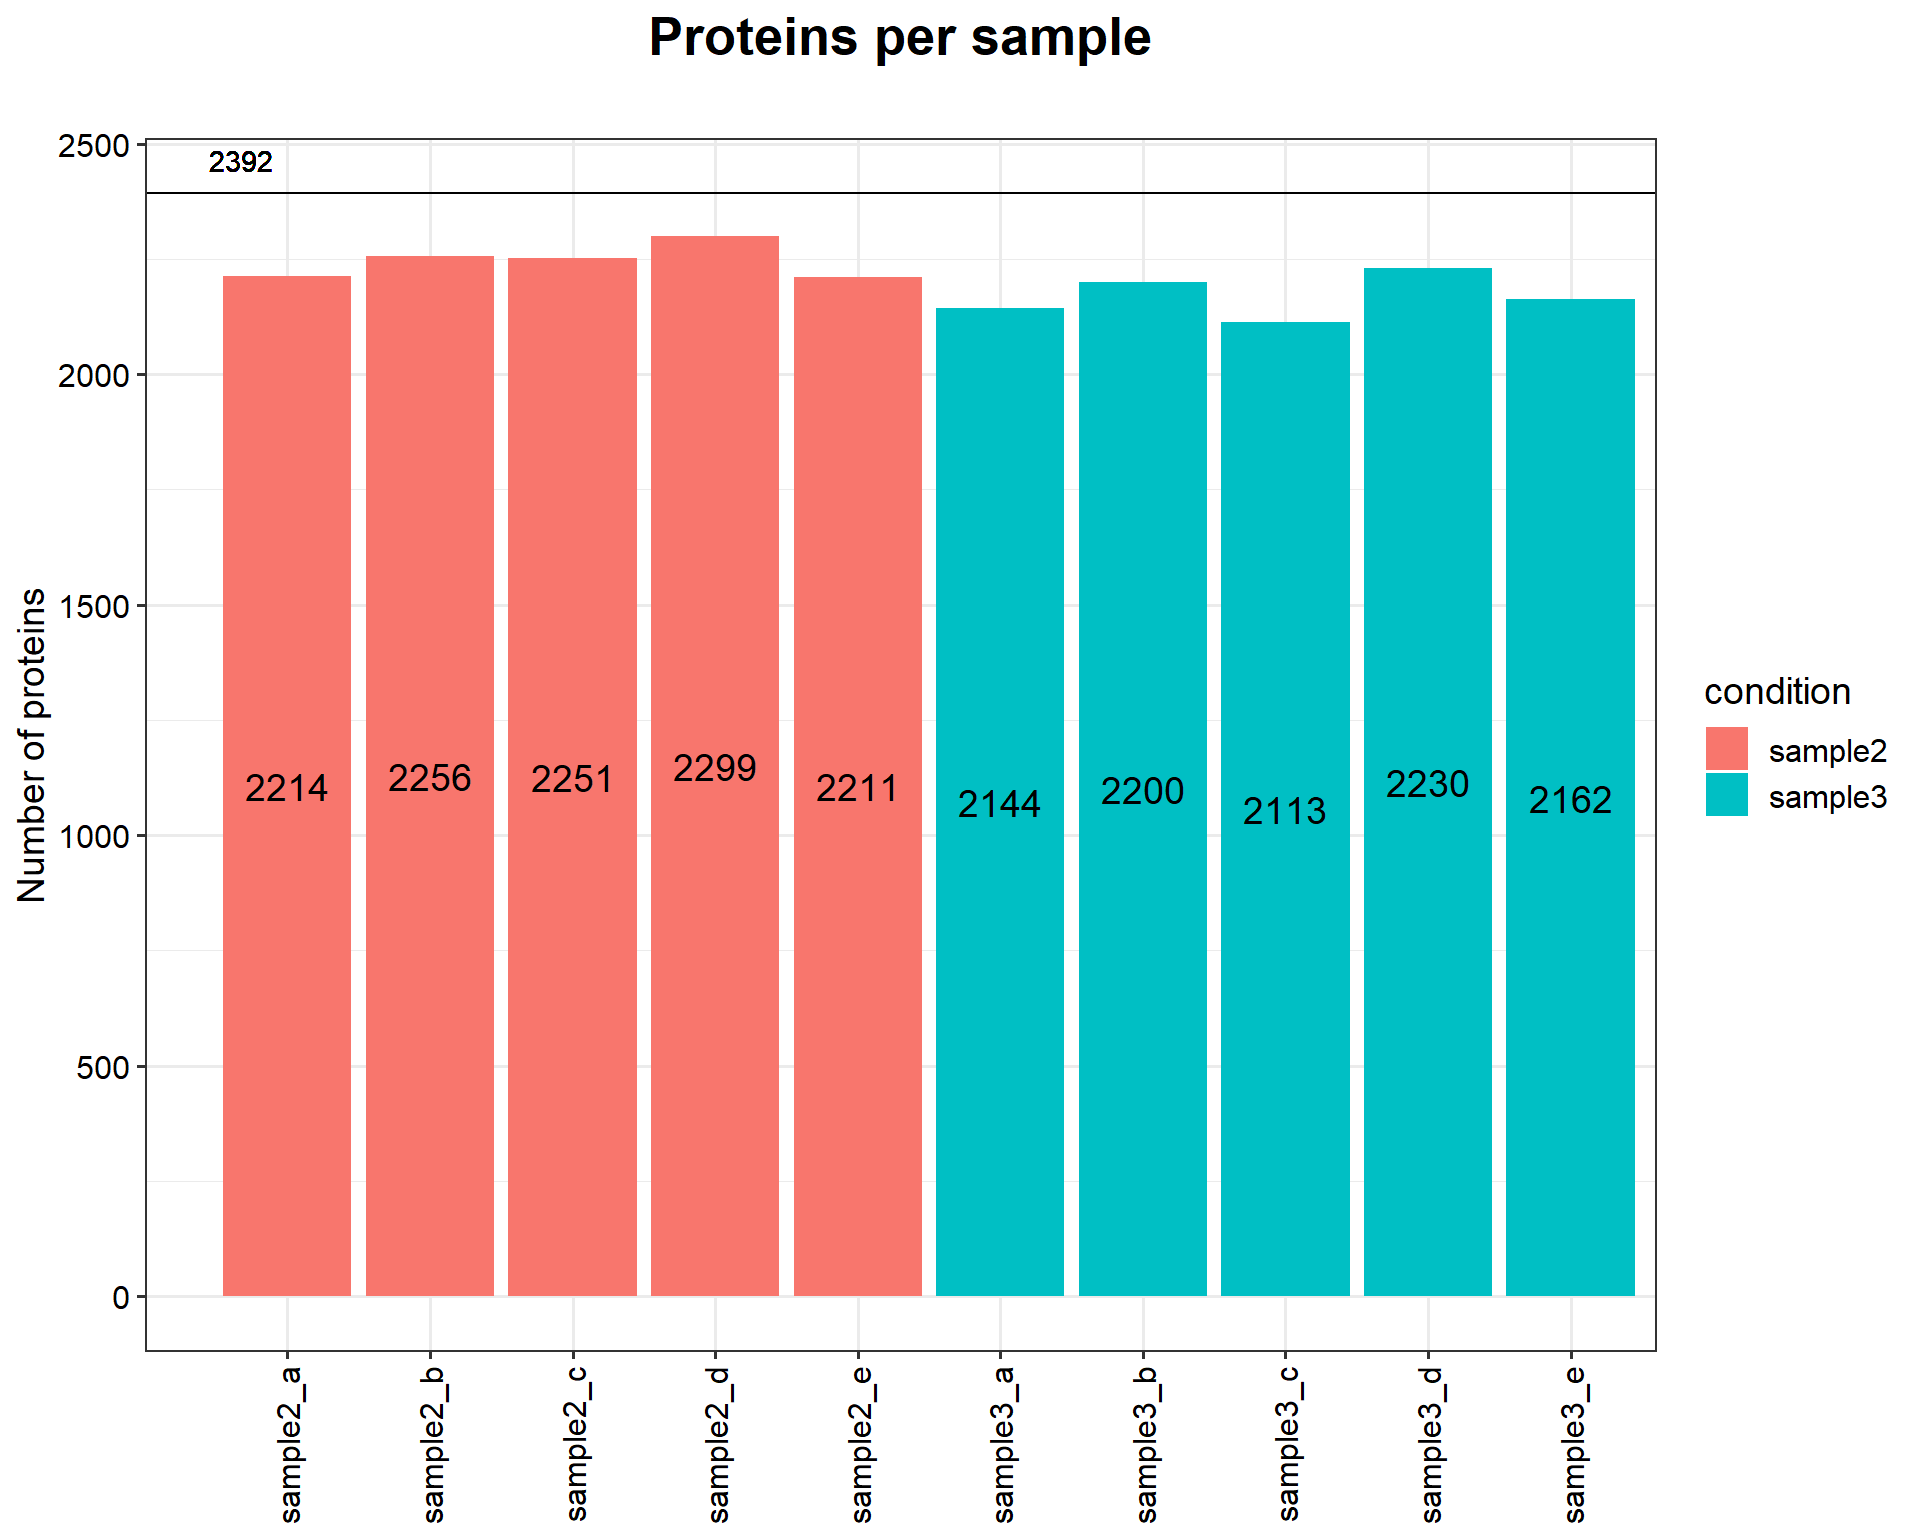 Proteins per sample
2500
2392
2000
1500
1000
500
0
Number of proteins
2214
2256
2251
2299
2211
2144
2200
2113
2230
2162
sample2_a
sample2_b
sample2_c
sample2_d
sample2_e
sample3_a
sample3_b
sample3_c
sample3_d
sample3_e
condition
sample2
sample3